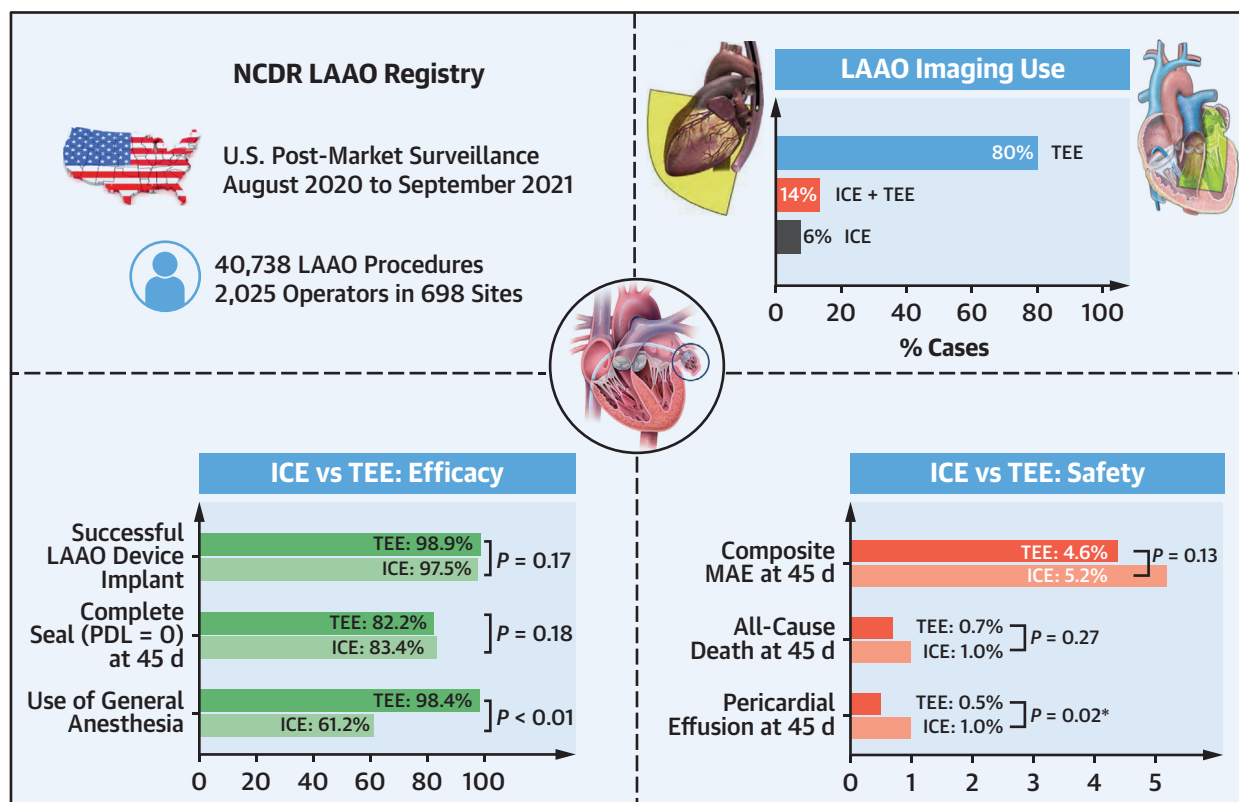 NCDR LAAO Registry
U.S. Post-Market Surveillance
August 2020 to September 2021
40,738 LAAO Procedures
2,025 Operators in 698 Sites
LAAO Imaging Use
80% TEE
14% ICE + TEE
6% ICE
0 20 40 60 80 100
% Cases
ICE vs TEE: Efficacy
Successful
LAAO Device
Implant
TEE: 98.9%
ICE: 97.5%
P = 0.17
Complete
Seal (PDL = 0)
at 45 d
TEE: 82.2%
ICE: 83.4%
P = 0.18
Use of General
Anesthesia
TEE: 98.4%
ICE: 61.2%
P < 0.01
0 20 40 60 80 100
ICE vs TEE: Safety
Composite
MAE at 45 d
TEE: 4.6%
ICE: 5.2%
P = 0.13
All-Cause
Death at 45 d
TEE: 0.7%
ICE: 1.0%
P = 0.27
Pericardial
Effusion at 45 d
TEE: 0.5%
ICE: 1.0%
P = 0.02*
0 1 2 3 4 5